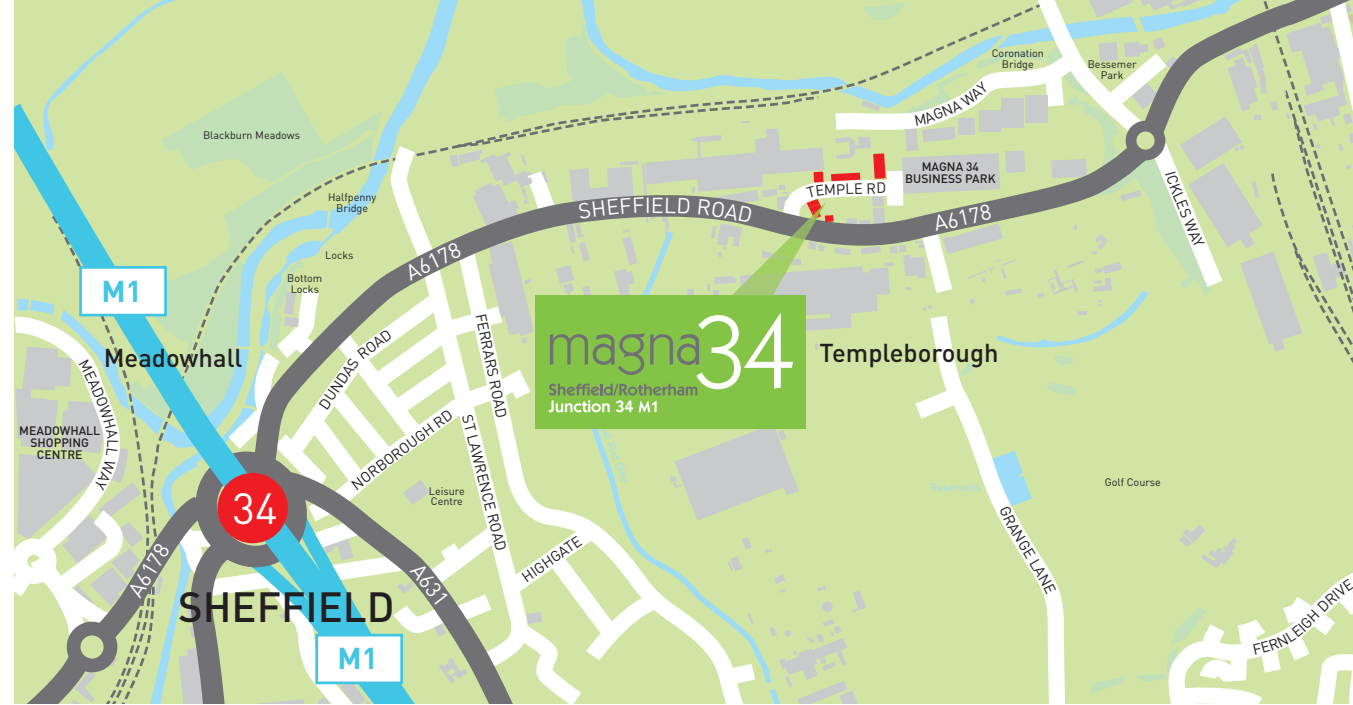 Coronation
Bridge
Bessemer
Park
MAGNA WAY
Blackburn Meadows
MAGNA 34
BUSINESS PARK
TEMPLE RD
ICKLES WAY
Halfpenny
Bridge
SHEFFIELD ROAD
A6178
A6178
Locks
Bottom
Locks
M1
Meadowhall
DUNDAS ROAD
FERRARS ROAD
magna34
Sheffield/Rotherham
Junction 34 M1
Templeborough
MEADOWHALL WAY
MEADOWHALL
SHOPPING
CENTRE
NORBOROUGH RD
ST LAWRENCE ROAD
Leisure
Centre
34
Reservoirs
Golf Course
GRANGE LANE
A6178
A631
HIGHGATE
SHEFFIELD
M1
FERNLEIGH DRIVE